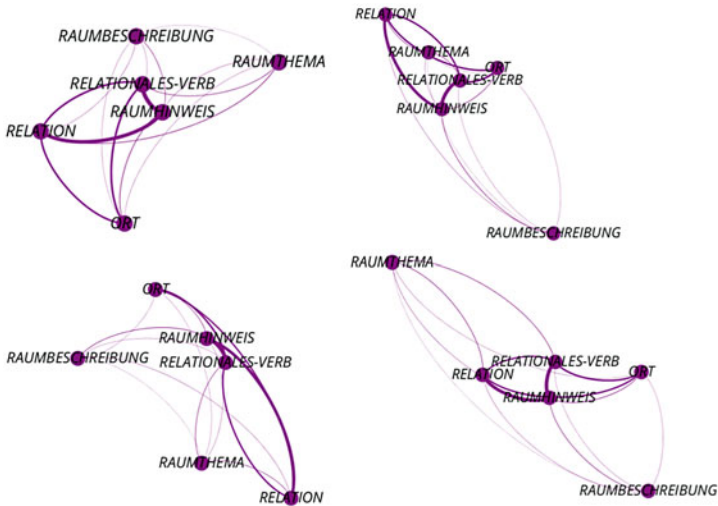 RAUMBESCHREIBUNG
RAUMTHEMA
RELATIONALES-VERB
RAUMHINWEIS
RELATION
ORT
RELATION
RAUMTHEMA
ORT
RELATIONALES-VERB
RAUMHINWEIS
RAUMBESCHREIBUNG
ORT
RAUMHINWEIS
RAUMBESCHREIBUNG
RELATIONALES-VERB
RAUMTHEMA
RELATION
RAUMTHEMA
RELATIONALES-VERB
RELATION
ORT
RAUMHINWEIS
RAUMBESCHREIBUNG